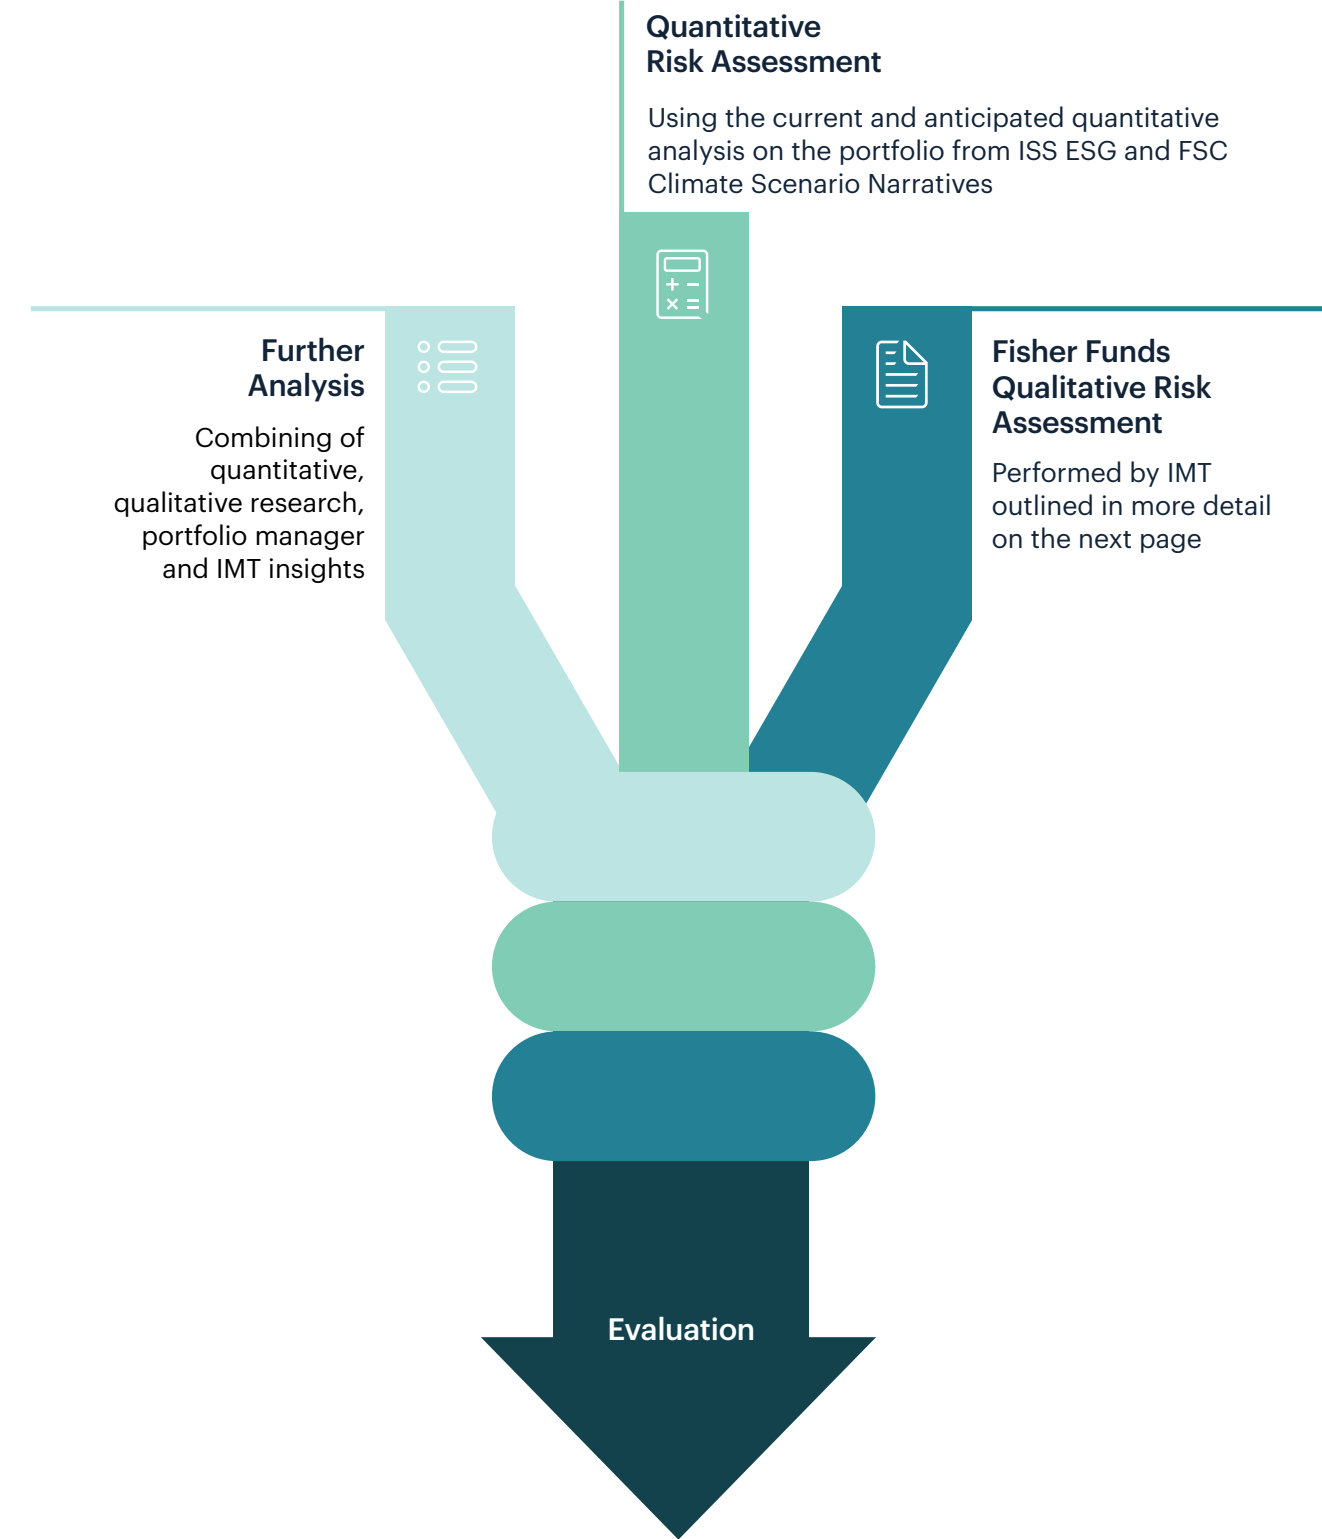 Quantitative
Risk Assessment
Using the current and anticipated quantitative
analysis on the portfolio from ISS ESG and FSC
Climate Scenario Narratives
Further
Analysis
Combining of
quantitative,
qualitative research,
portfolio manager
and IMT insights
Fisher Funds
Qualitative Risk
Assessment
Performed by IMT
outlined in more detail
on the next page
Evaluation